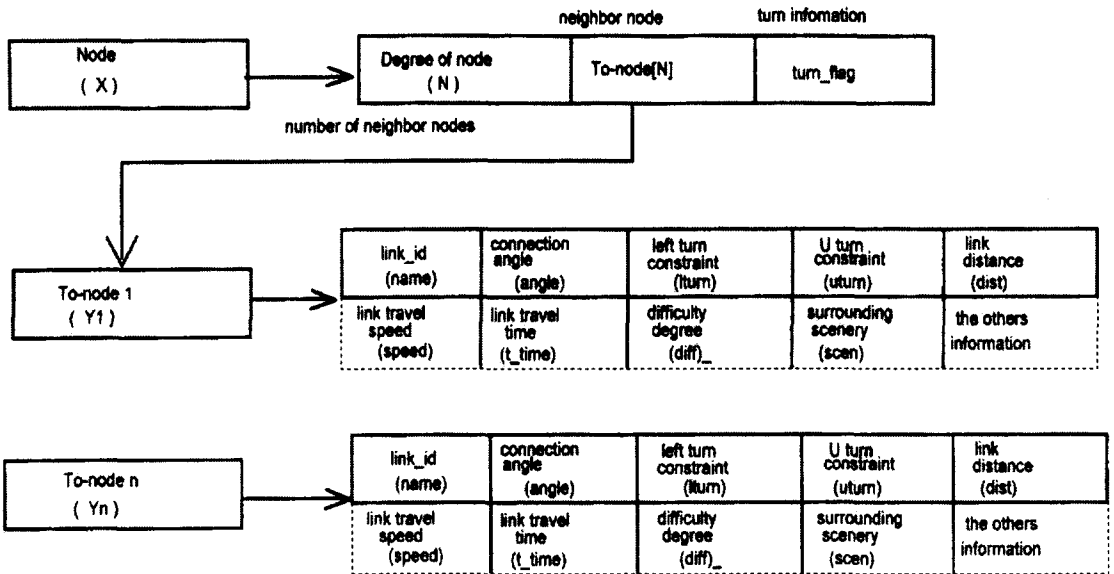 neighbor node
turn infomation
Node
( X )
Degree of node
( N )
To-node[N]
turn_flag
number of neighbor nodes
To-node 1
( Y1 )
link_id
(name)
connection
angle
(angle)
left turn
constraint
(lturn)
U turn
constraint
(uturn)
link
distance
(dist)
link travel
speed
(speed)
link travel
time
(t_time)
difficulty
degree
(diff)_
surrounding
scenery
(scen)
the others
information
To-node n
( Yn )
link_id
(name)
connection
angle
(angle)
left turn
constraint
(lturn)
U turn
constraint
(uturn)
link
distance
(dist)
link travel
speed
(speed)
link travel
time
(t_time)
difficulty
degree
(diff)_
surrounding
scenery
(scen)
the others
information